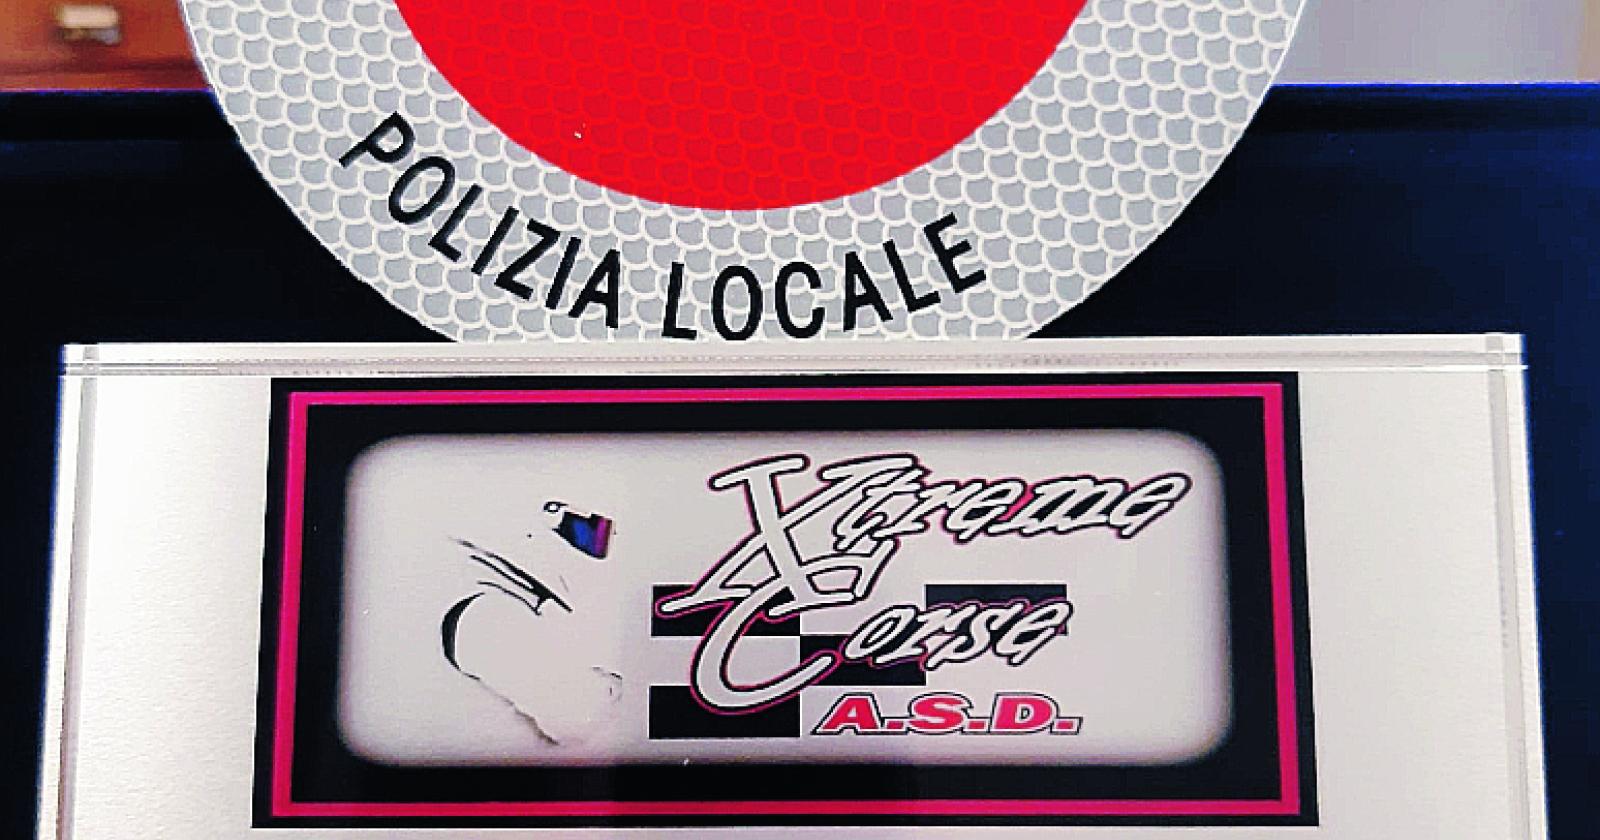 POLIZIA LOCALE
Xtreme
Corse
A.S.D.